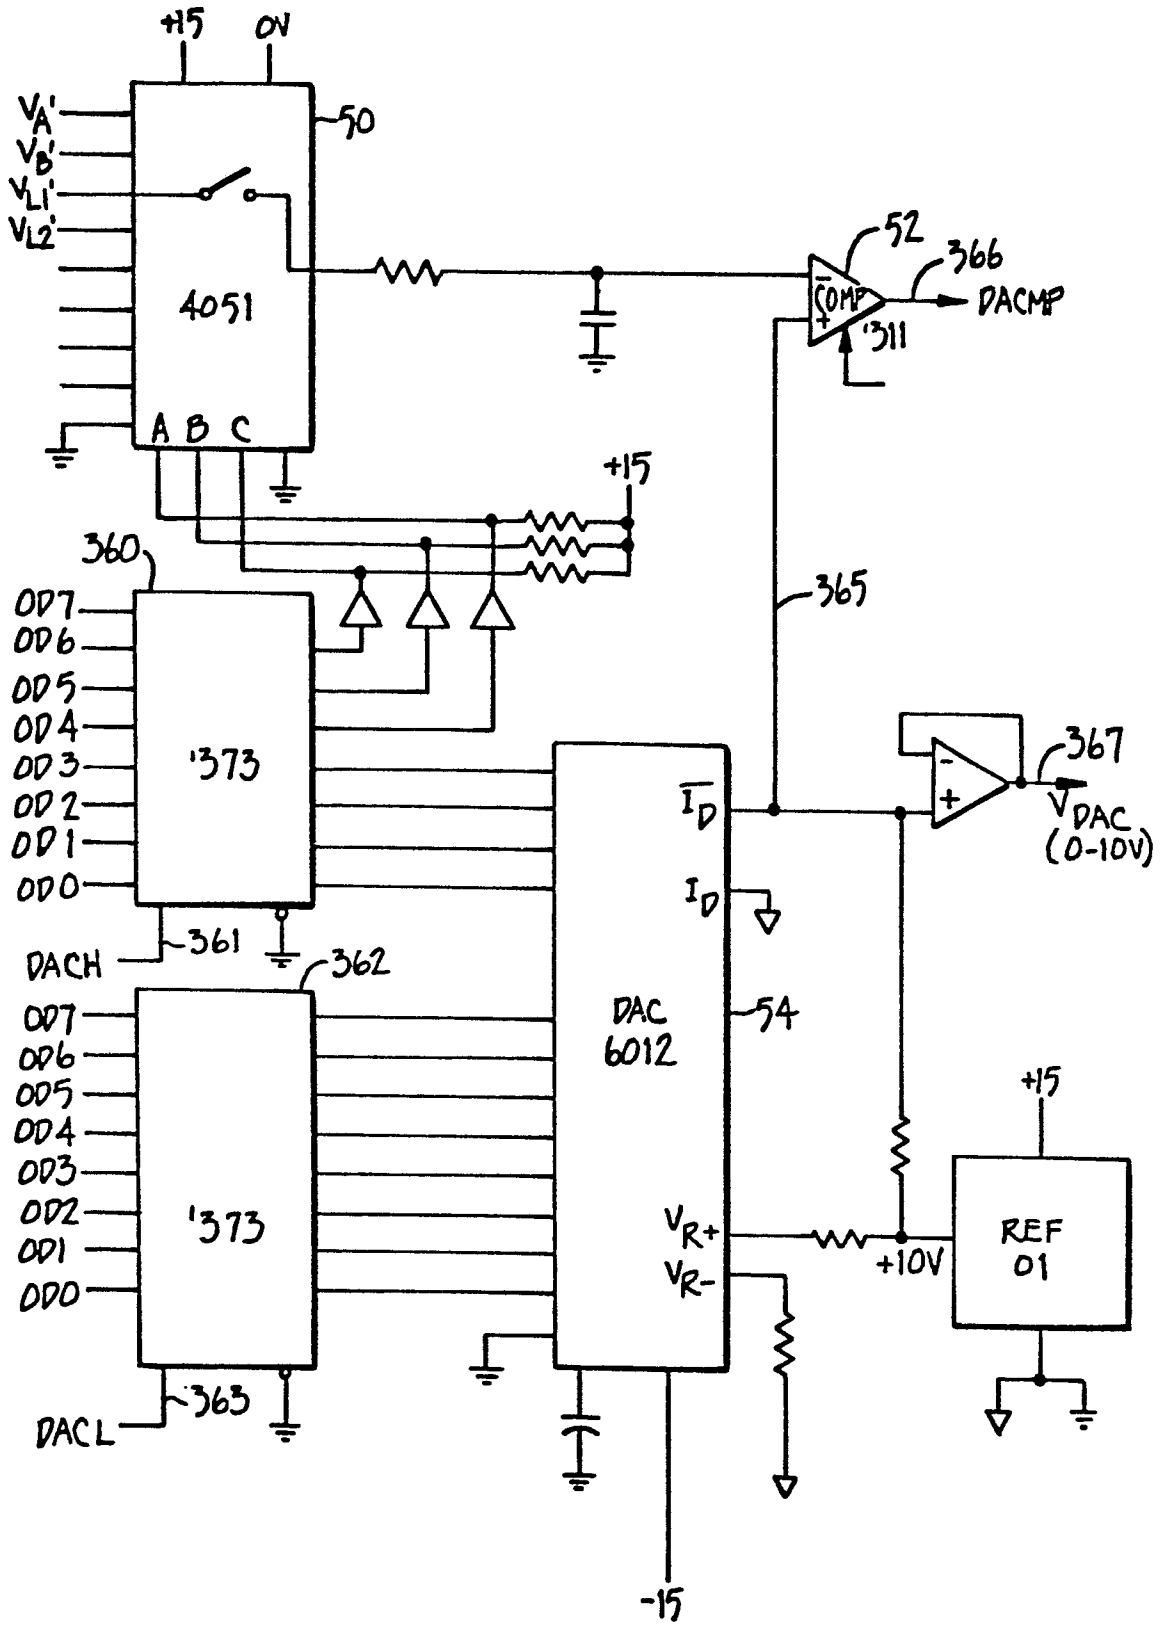 +15
0V
VA'
VB'
VL1'
VL2'
50
4051
A B C
52
- COMP +
'311
366
DACMP
+15
360
OD7
OD6
OD5
OD4
OD3
OD2
OD1
OD0
'373
361
DACH
365
367
- +
VDAC
(0-10V)
ID
ID
362
OD7
OD6
OD5
OD4
OD3
OD2
OD1
OD0
'373
363
DACL
DAC
6012
54
VR+
VR-
+10V
+15
REF
01
-15